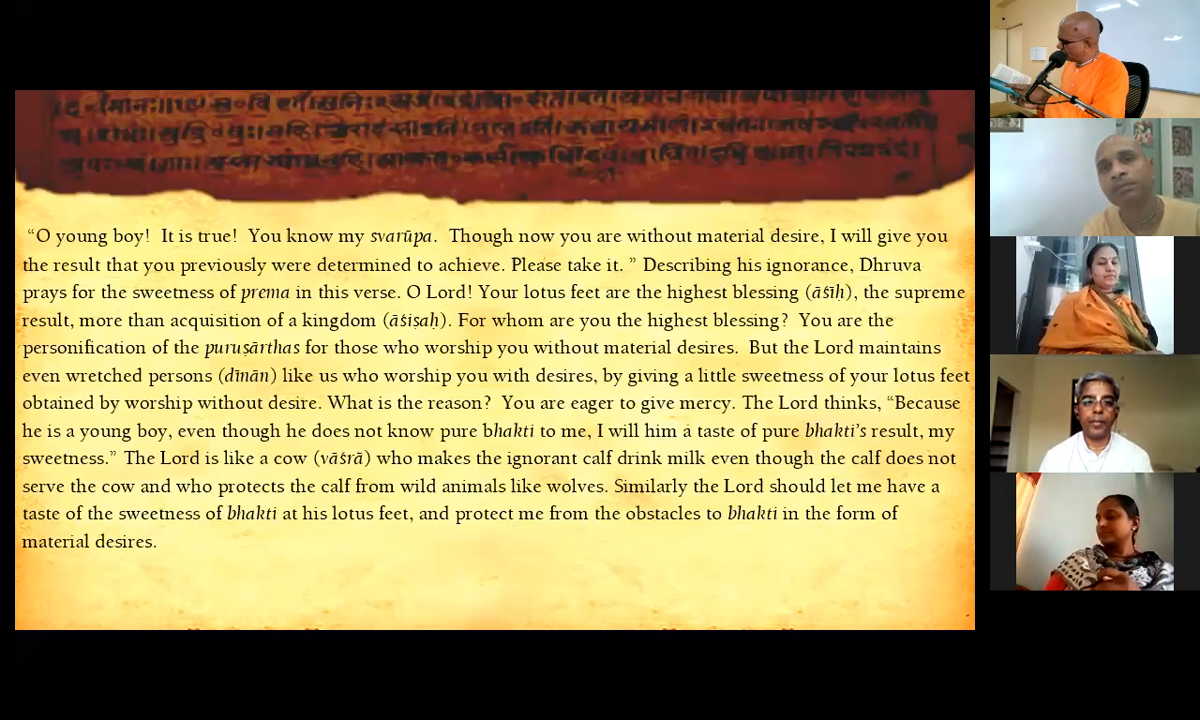 “O young boy!  It is true!  You know my svarūpa.  Though now you are without material desire, I will give you
the result that you previously were determined to achieve. Please take it. ” Describing his ignorance, Dhruva
prays for the sweetness of prema in this verse. O Lord! Your lotus feet are the highest blessing (āśīḥ), the supreme
result, more than acquisition of a kingdom (āśiṣaḥ). For whom are you the highest blessing?  You are the
personification of the puruṣārthas for those who worship you without material desires.  But the Lord maintains
even wretched persons (dīnān) like us who worship you with desires, by giving a little sweetness of your lotus feet
obtained by worship without desire. What is the reason?  You are eager to give mercy. The Lord thinks, “Because
he is a young boy, even though he does not know pure bhakti to me, I will him a taste of pure bhakti’s result, my
sweetness.” The Lord is like a cow (vāśrā) who makes the ignorant calf drink milk even though the calf does not
serve the cow and who protects the calf from wild animals like wolves. Similarly the Lord should let me have a
taste of the sweetness of bhakti at his lotus feet, and protect me from the obstacles to bhakti in the form of
material desires.